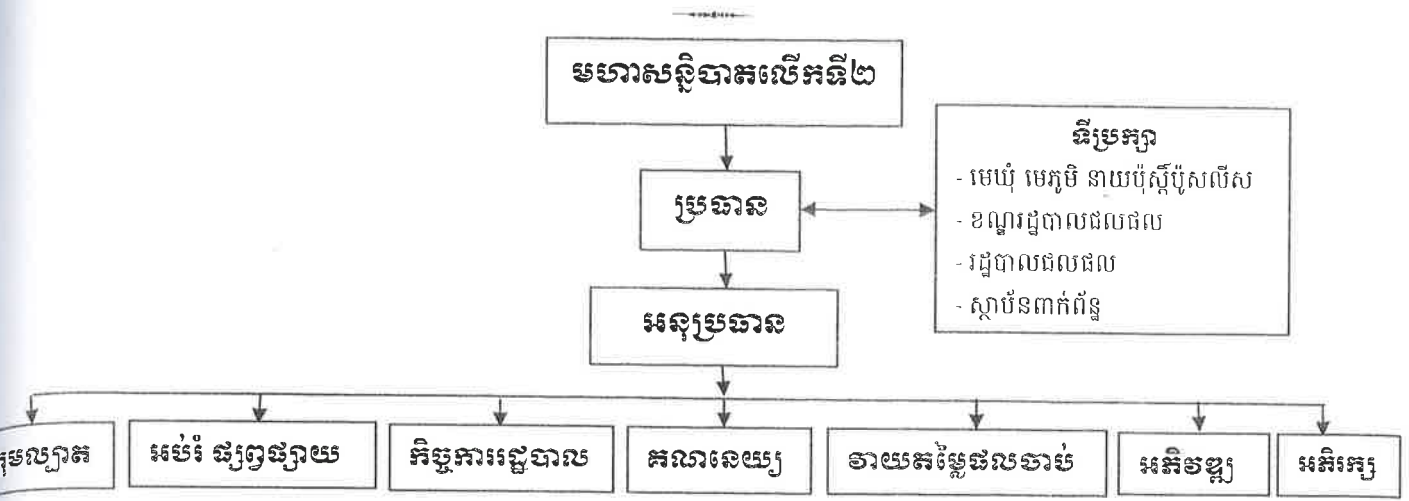 មហាសន្និបាតលើកទី២
ទីប្រឹក្សា
- មេឃុំ មេភូមិ នាយប៉ុស្តិ៍ប៉ូសលីស
- ខណ្ឌរដ្ឋបាលជលផល
- រដ្ឋបាលជលផល
- ស្ថាប័នពាក់ព័ន្ធ
ប្រធាន
អនុប្រធាន
ល្បាត
អប់រំ ផ្សព្វផ្សាយ
កិច្ចការរដ្ឋបាល
គណនេយ្យ
វាយតម្លៃផលចាប់
អភិវឌ្ឍ
អភិរក្ស